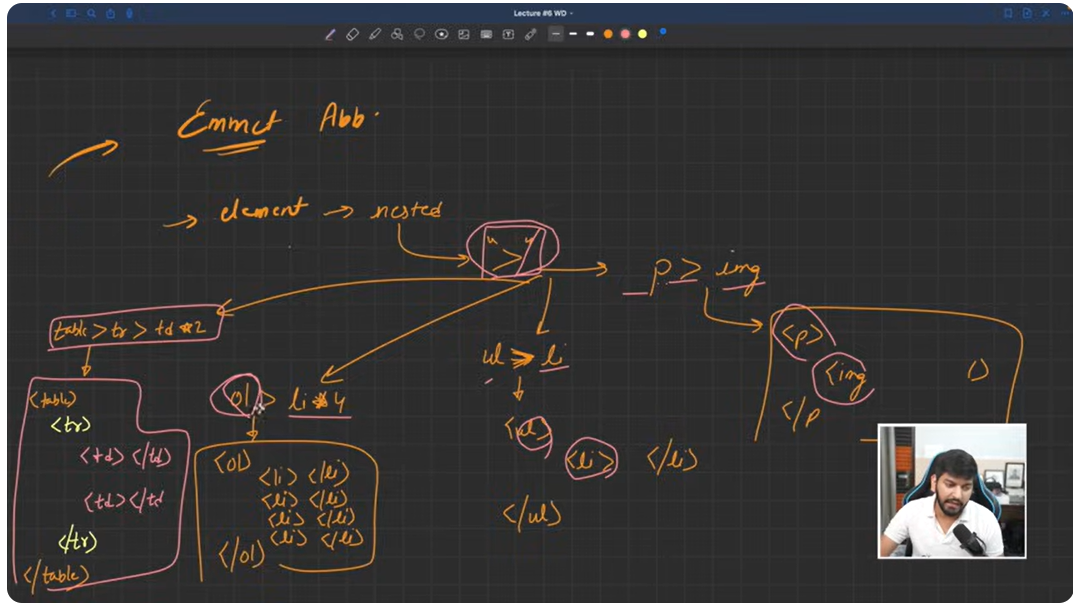 Lecture #6 WD
Emmet Abb.
→ element → nested
" > "
p > img
table > tr > td * 2
ul > li
ol > li * 4
<table>
<tr>
<td> </td>
<td> </td
</tr>
</table>
<ol>
<li> </li>
<li> </li>
<li> </li>
<li> </li>
</ol>
<ul>
<li> </li>
</ul>
<p>
<img
</p